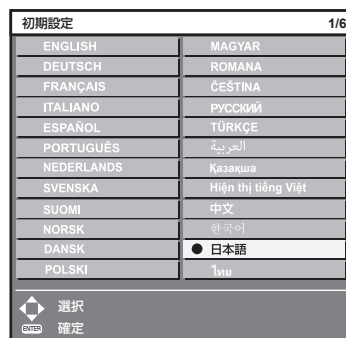 初期設定 1/6
ENGLISH
DEUTSCH
FRANÇAIS
ITALIANO
ESPAÑOL
PORTUGUÊS
NEDERLANDS
SVENSKA
SUOMI
NORSK
DANSK
POLSKI
MAGYAR
ROMANA
ČEŠTINA
РУССКИЙ
TÜRKÇE
العربية
Қазақша
Hiện thị tiếng Việt
中文
한국어
日本語
ไทย
選択
ENTER 確定